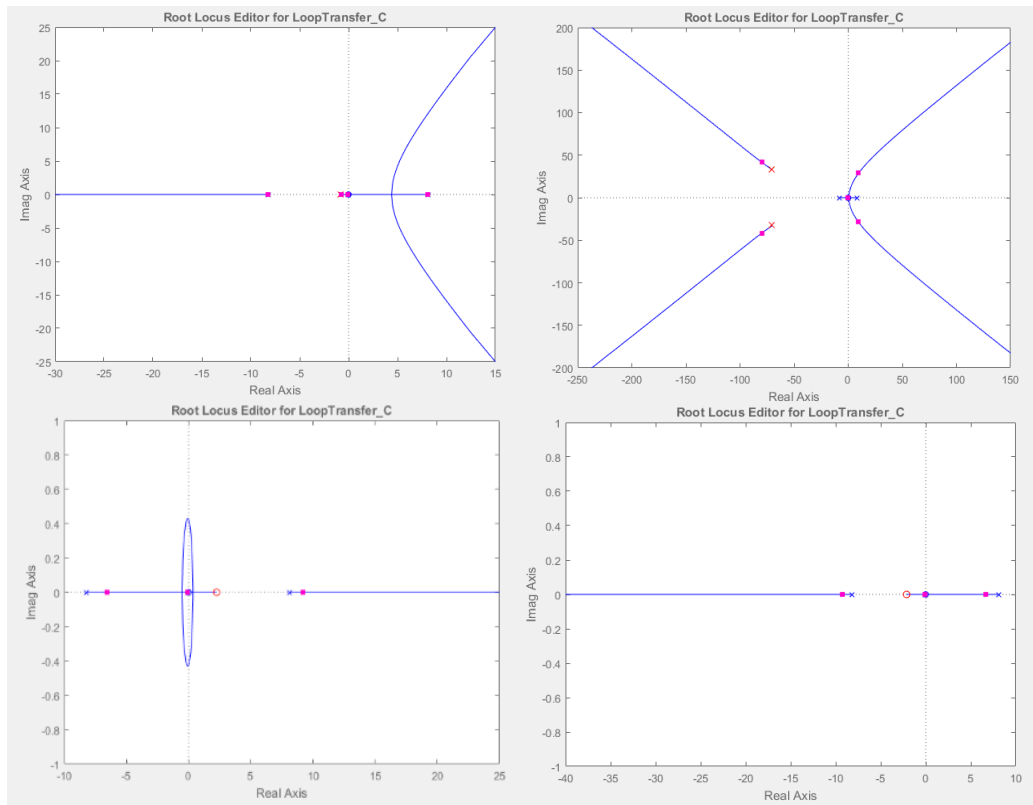 Root Locus Editor for LoopTransfer_C
25
20
15
10
5
0
-5
-10
-15
-20
-25
Imag Axis
-30 -25 -20 -15 -10 -5 0 5 10 15
Real Axis
Root Locus Editor for LoopTransfer_C
200
150
100
50
0
-50
-100
-150
-200
Imag Axis
-250 -200 -150 -100 -50 0 50 100 150
Real Axis
Root Locus Editor for LoopTransfer_C
1
0.8
0.6
0.4
0.2
0
-0.2
-0.4
-0.6
-0.8
-1
Imag Axis
-10 -5 0 5 10 15 20 25
Real Axis
Root Locus Editor for LoopTransfer_C
1
0.8
0.6
0.4
0.2
0
-0.2
-0.4
-0.6
-0.8
-1
Imag Axis
-40 -35 -30 -25 -20 -15 -10 -5 0 5 10
Real Axis